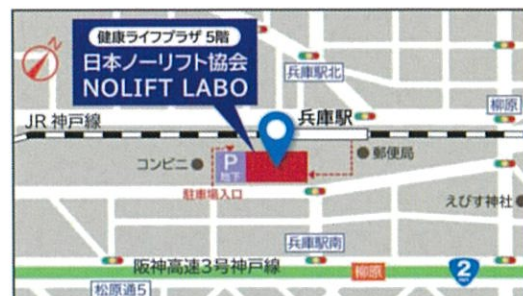 N
健康ライフプラザ 5階
日本ノーリフト協会
NOLIFT LABO
兵庫駅北
柳原
JR 神戸線
兵庫駅
コンビニ
P
地下
郵便局
駐車場入口
えびす神社
兵庫駅南
阪神高速3号神戸線
柳原
2
松原通5